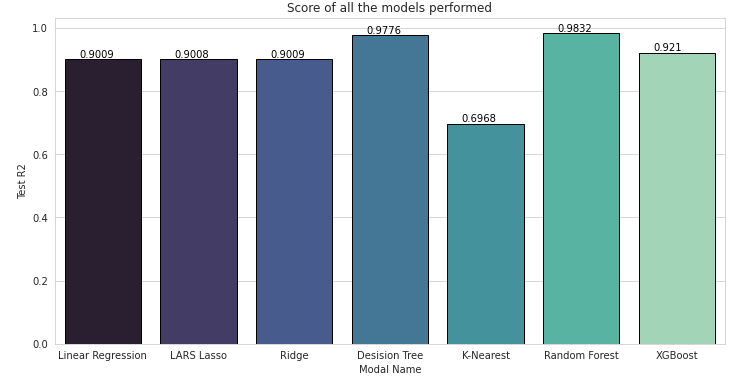 Score of all the models performed
1.0
0.8
0.6
0.4
0.2
0.0
Test R2
0.9009
0.9008
0.9009
0.9776
0.6968
0.9832
0.921
Linear Regression
LARS Lasso
Ridge
Desision Tree
K-Nearest
Random Forest
XGBoost
Modal Name